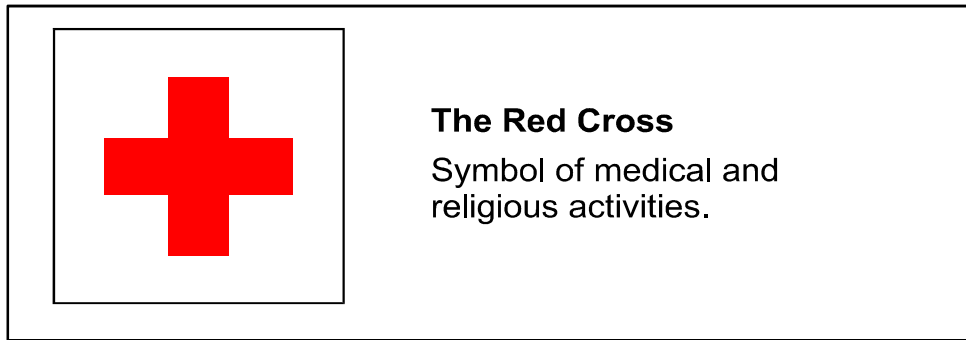 The Red Cross
Symbol of medical and
religious activities.